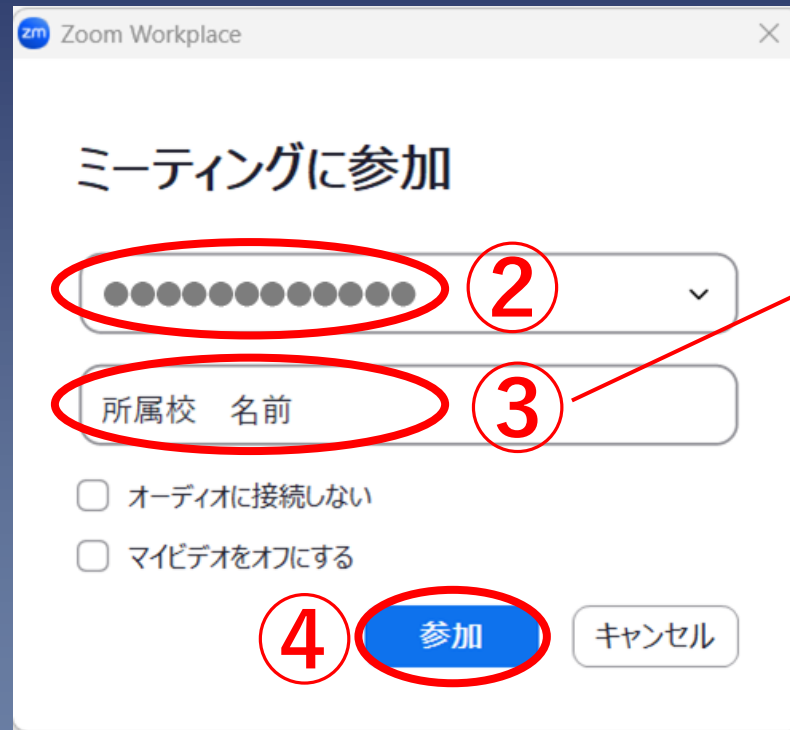 zm Zoom Workplace
ミーティングに参加
●●●●●●●●●●●● ②
所属校　名前 ③
オーディオに接続しない
マイビデオをオフにする
④ 参加 キャンセル